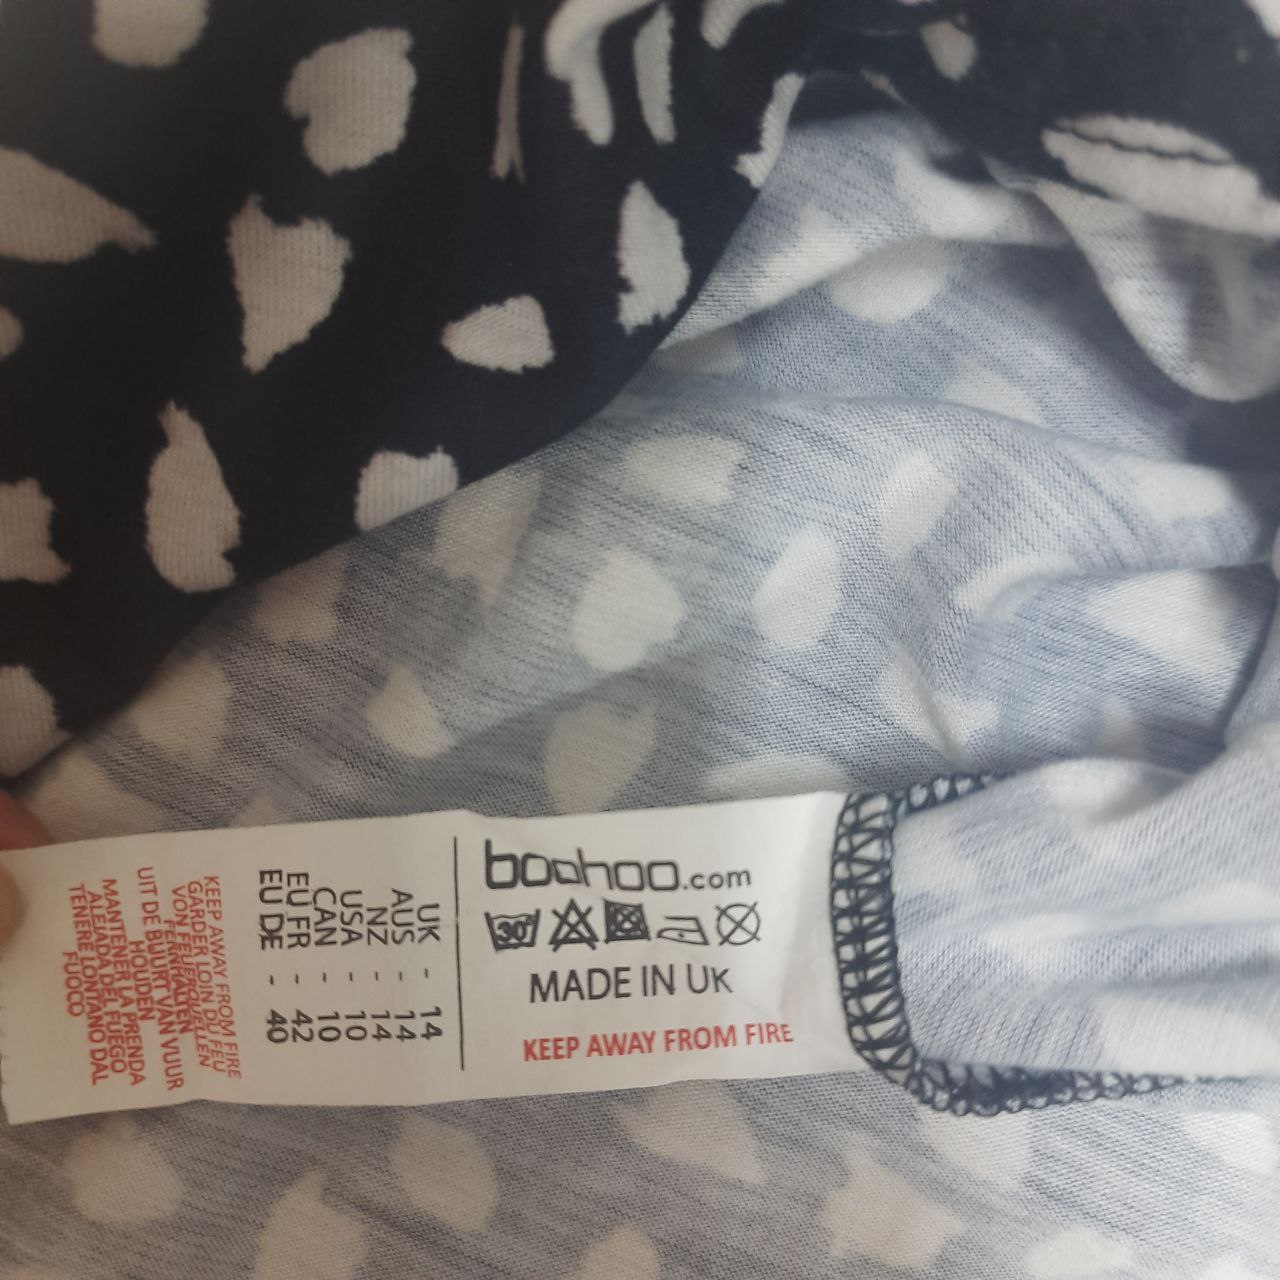 boohoo.com
30°
MADE IN UK
KEEP AWAY FROM FIRE
UK - 14
AUS - 14
NZ - 14
USA - 10
CAN - 10
EU FR - 42
EU DE - 40
KEEP AWAY FROM FIRE
GARDER LOIN DU FEU
VON FEUERQUELLEN
FERNHALTEN
UIT DE BUURT VAN VUUR
HOUDEN
MANTENER LA PRENDA
ALEJADA DEL FUEGO
TENERE LONTANO DAL
FUOCO